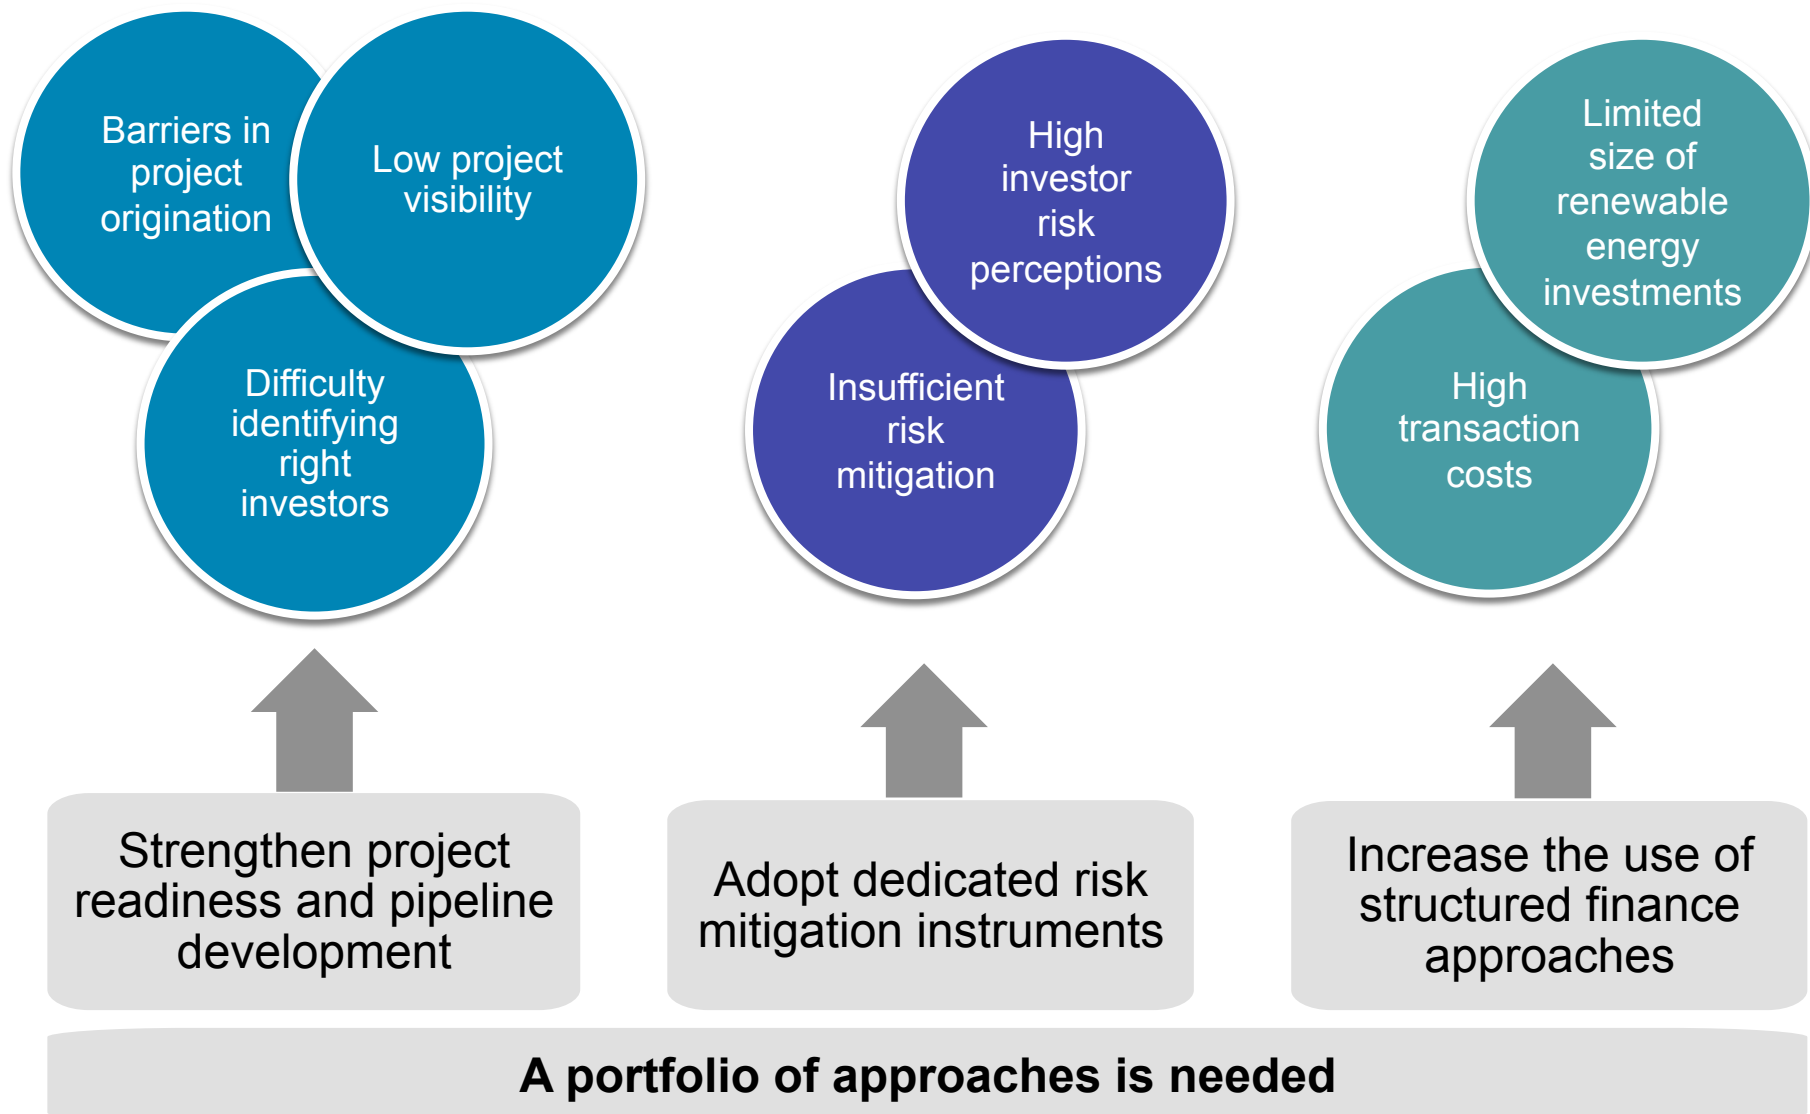 Barriers in
project
origination
Low project
visibility
Difficulty
identifying
right
investors
High
investor
risk
perceptions
Insufficient
risk
mitigation
Limited
size of
renewable
energy
investments
High
transaction
costs
Strengthen project
readiness and pipeline
development
Adopt dedicated risk
mitigation instruments
Increase the use of
structured finance
approaches
A portfolio of approaches is needed